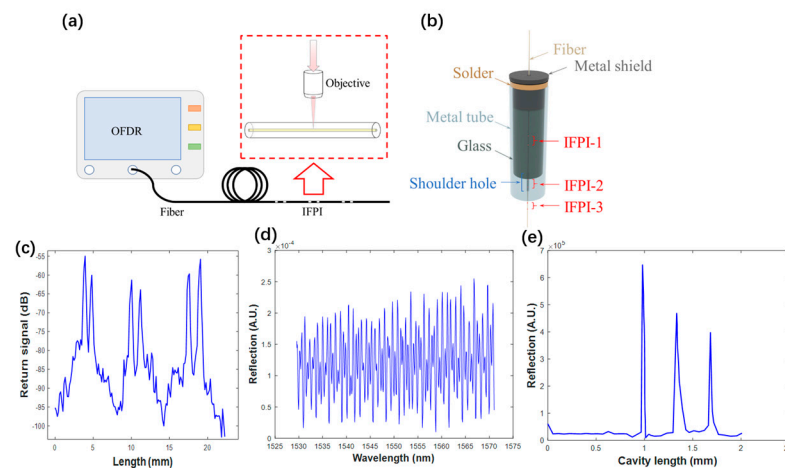 (a)
Objective
OFDR
Fiber
IFPI
(b)
Fiber
Metal shield
Solder
Metal tube
IFPI-1
Glass
Shoulder hole
IFPI-2
IFPI-3
(c)
-55
-60
-65
-70
-75
-80
-85
-90
-95
-100
0
5
10
15
20
Return signal (dB)
Length (mm)
(d)
×10⁻⁴
3
2.5
2
1.5
1
0.5
0
1525
1530
1535
1540
1545
1550
1555
1560
1565
1570
1575
Reflection (A.U.)
Wavelength (nm)
(e)
×10⁵
7
6
5
4
3
2
1
0
0
0.5
1
1.5
2
Reflection (A.U.)
Cavity length (mm)